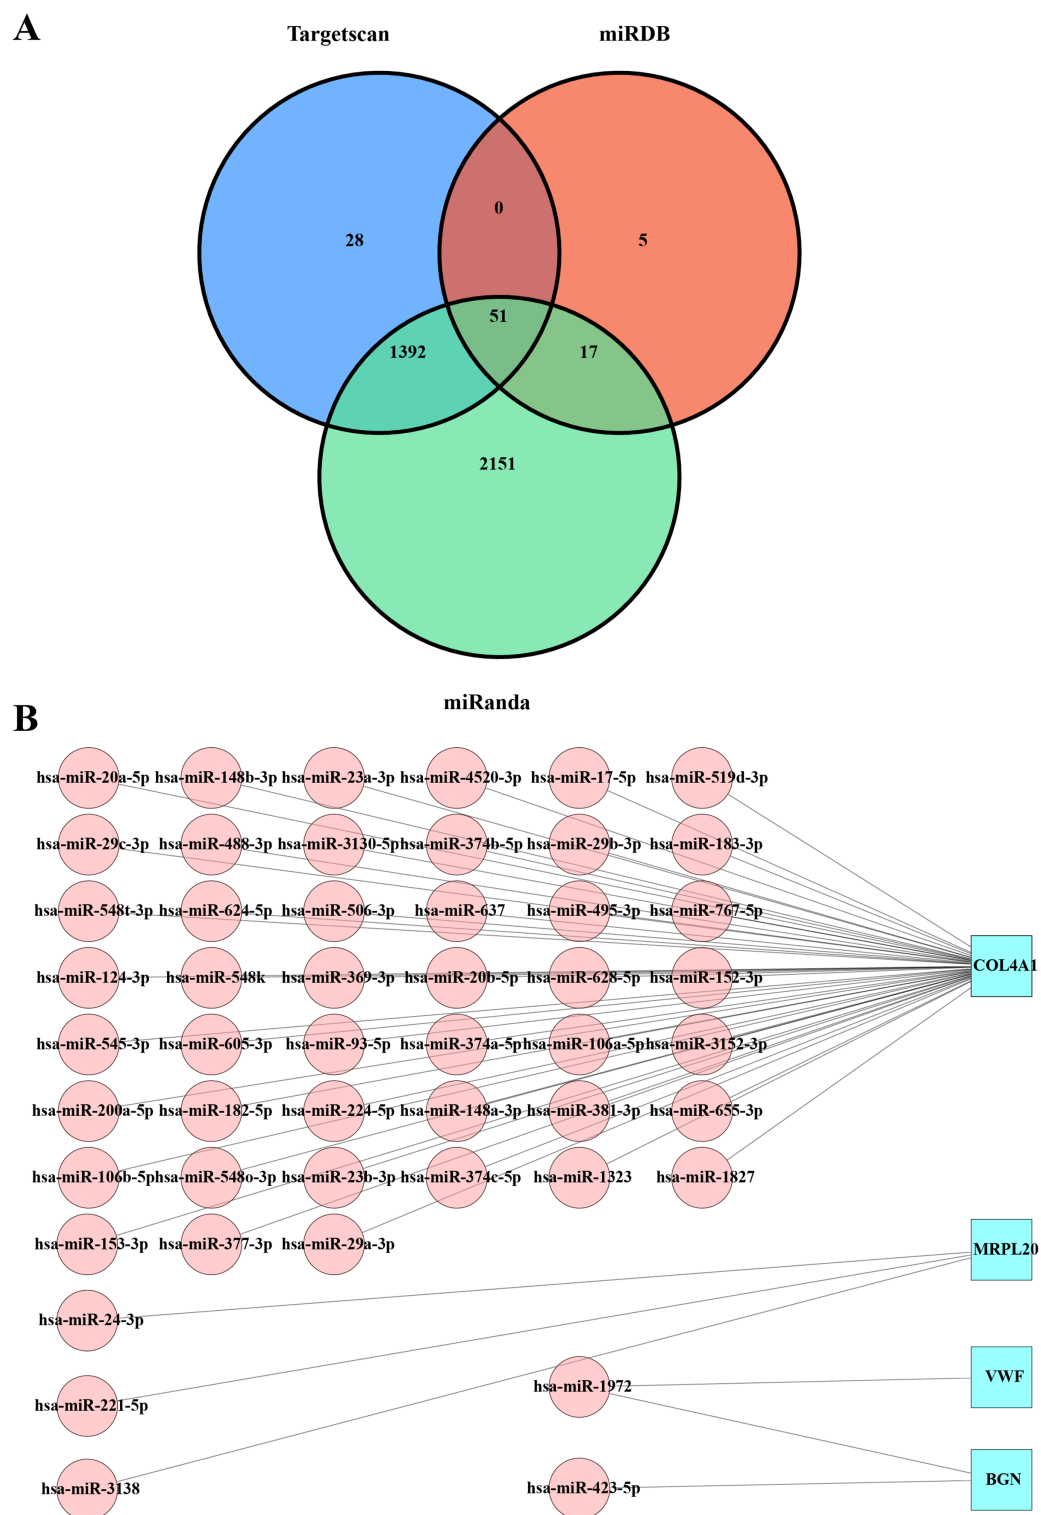 A
Targetscan miRDB
0
28 5
51
1392 17
2151
miRanda
B
hsa-miR-20a-5p hsa-miR-148b-3p hsa-miR-23a-3p hsa-miR-4520-3p hsa-miR-17-5p hsa-miR-519d-3p
hsa-miR-29c-3p hsa-miR-488-3p hsa-miR-3130-5p hsa-miR-374b-5p hsa-miR-29b-3p hsa-miR-183-3p
hsa-miR-548t-3p hsa-miR-624-5p hsa-miR-506-3p hsa-miR-637 hsa-miR-495-3p hsa-miR-767-5p
COL4A1
hsa-miR-124-3p hsa-miR-548k hsa-miR-369-3p hsa-miR-20b-5p hsa-miR-628-5p hsa-miR-152-3p
hsa-miR-545-3p hsa-miR-605-3p hsa-miR-93-5p hsa-miR-374a-5p hsa-miR-106a-5p hsa-miR-3152-3p
hsa-miR-200a-5p hsa-miR-182-5p hsa-miR-224-5p hsa-miR-148a-3p hsa-miR-381-3p hsa-miR-655-3p
hsa-miR-106b-5p hsa-miR-548o-3p hsa-miR-23b-3p hsa-miR-374c-5p hsa-miR-1323 hsa-miR-1827
hsa-miR-153-3p hsa-miR-377-3p hsa-miR-29a-3p
MRPL20
hsa-miR-24-3p
VWF
hsa-miR-1972
hsa-miR-221-5p
BGN
hsa-miR-3138 hsa-miR-423-5p